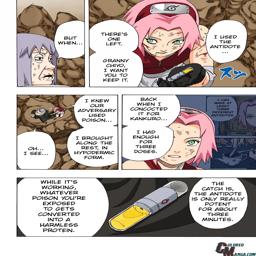 I USED
THE
ANTIDOTE
...
THERE'S
ONE
LEFT.
GRANNY
CHIYO, I
WANT YOU
TO KEEP IT.
BUT
WHEN...
BACK
WHEN I
CONCOCTED
IT FOR
KANKURO...
I HAD
ENOUGH
FOR
THREE
DOSES.
I KNEW
OUR
ADVERSARY
USED
POISON...
I BROUGHT
ALONG THE
REST, IN
HYPODERMIC
FORM.
OH...
I SEE...
THE
CATCH IS,
THE ANTIDOTE
IS ONLY REALLY
POTENT FOR
ABOUT
THREE
MINUTES.
WHILE IT'S
WORKING,
WHATEVER
POISON YOU'RE
EXPOSED
TO GETS
CONVERTED
INTO A
HARMLESS
PROTEIN.
COLORED
MANGA.COM